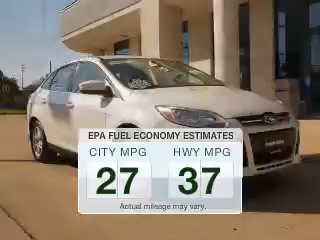 EPA FUEL ECONOMY ESTIMATES
CITY MPG HWY MPG
27 37
Actual mileage may vary.